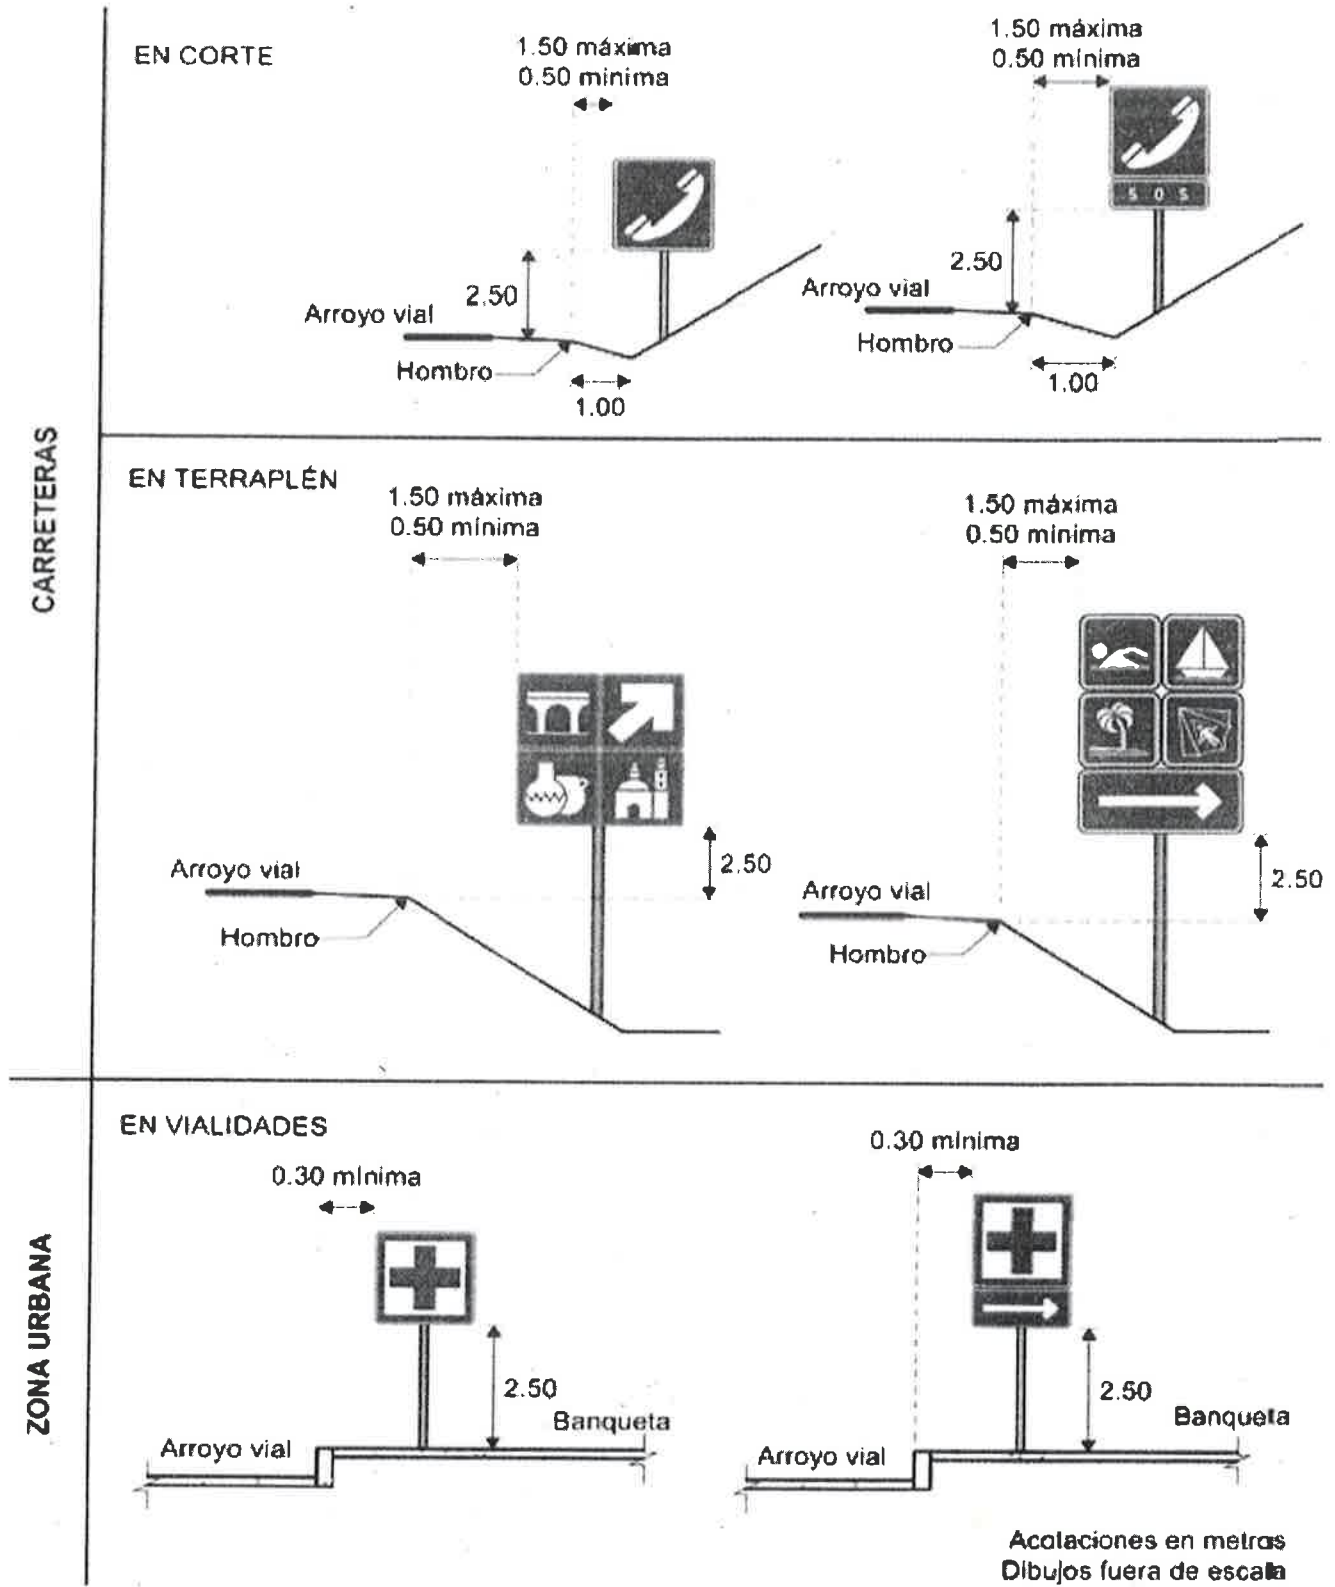 CARRETERAS
EN CORTE
1.50 máxima
0.50 mínima
2.50
Arroyo vial
Hombro
1.00
1.50 máxima
0.50 mínima
S O S
2.50
Arroyo vial
Hombro
1.00
EN TERRAPLÉN
1.50 máxima
0.50 mínima
2.50
Arroyo vial
Hombro
1.50 máxima
0.50 mínima
2.50
Arroyo vial
Hombro
ZONA URBANA
EN VIALIDADES
0.30 mínima
2.50
Banqueta
Arroyo vial
0.30 mínima
2.50
Banqueta
Arroyo vial
Acotaciones en metros
Dibujos fuera de escala